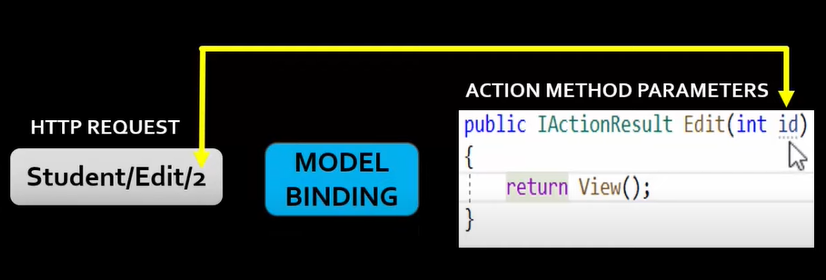 HTTP REQUEST
Student/Edit/2
MODEL
BINDING
ACTION METHOD PARAMETERS
public IActionResult Edit(int id)
{
return View();
}